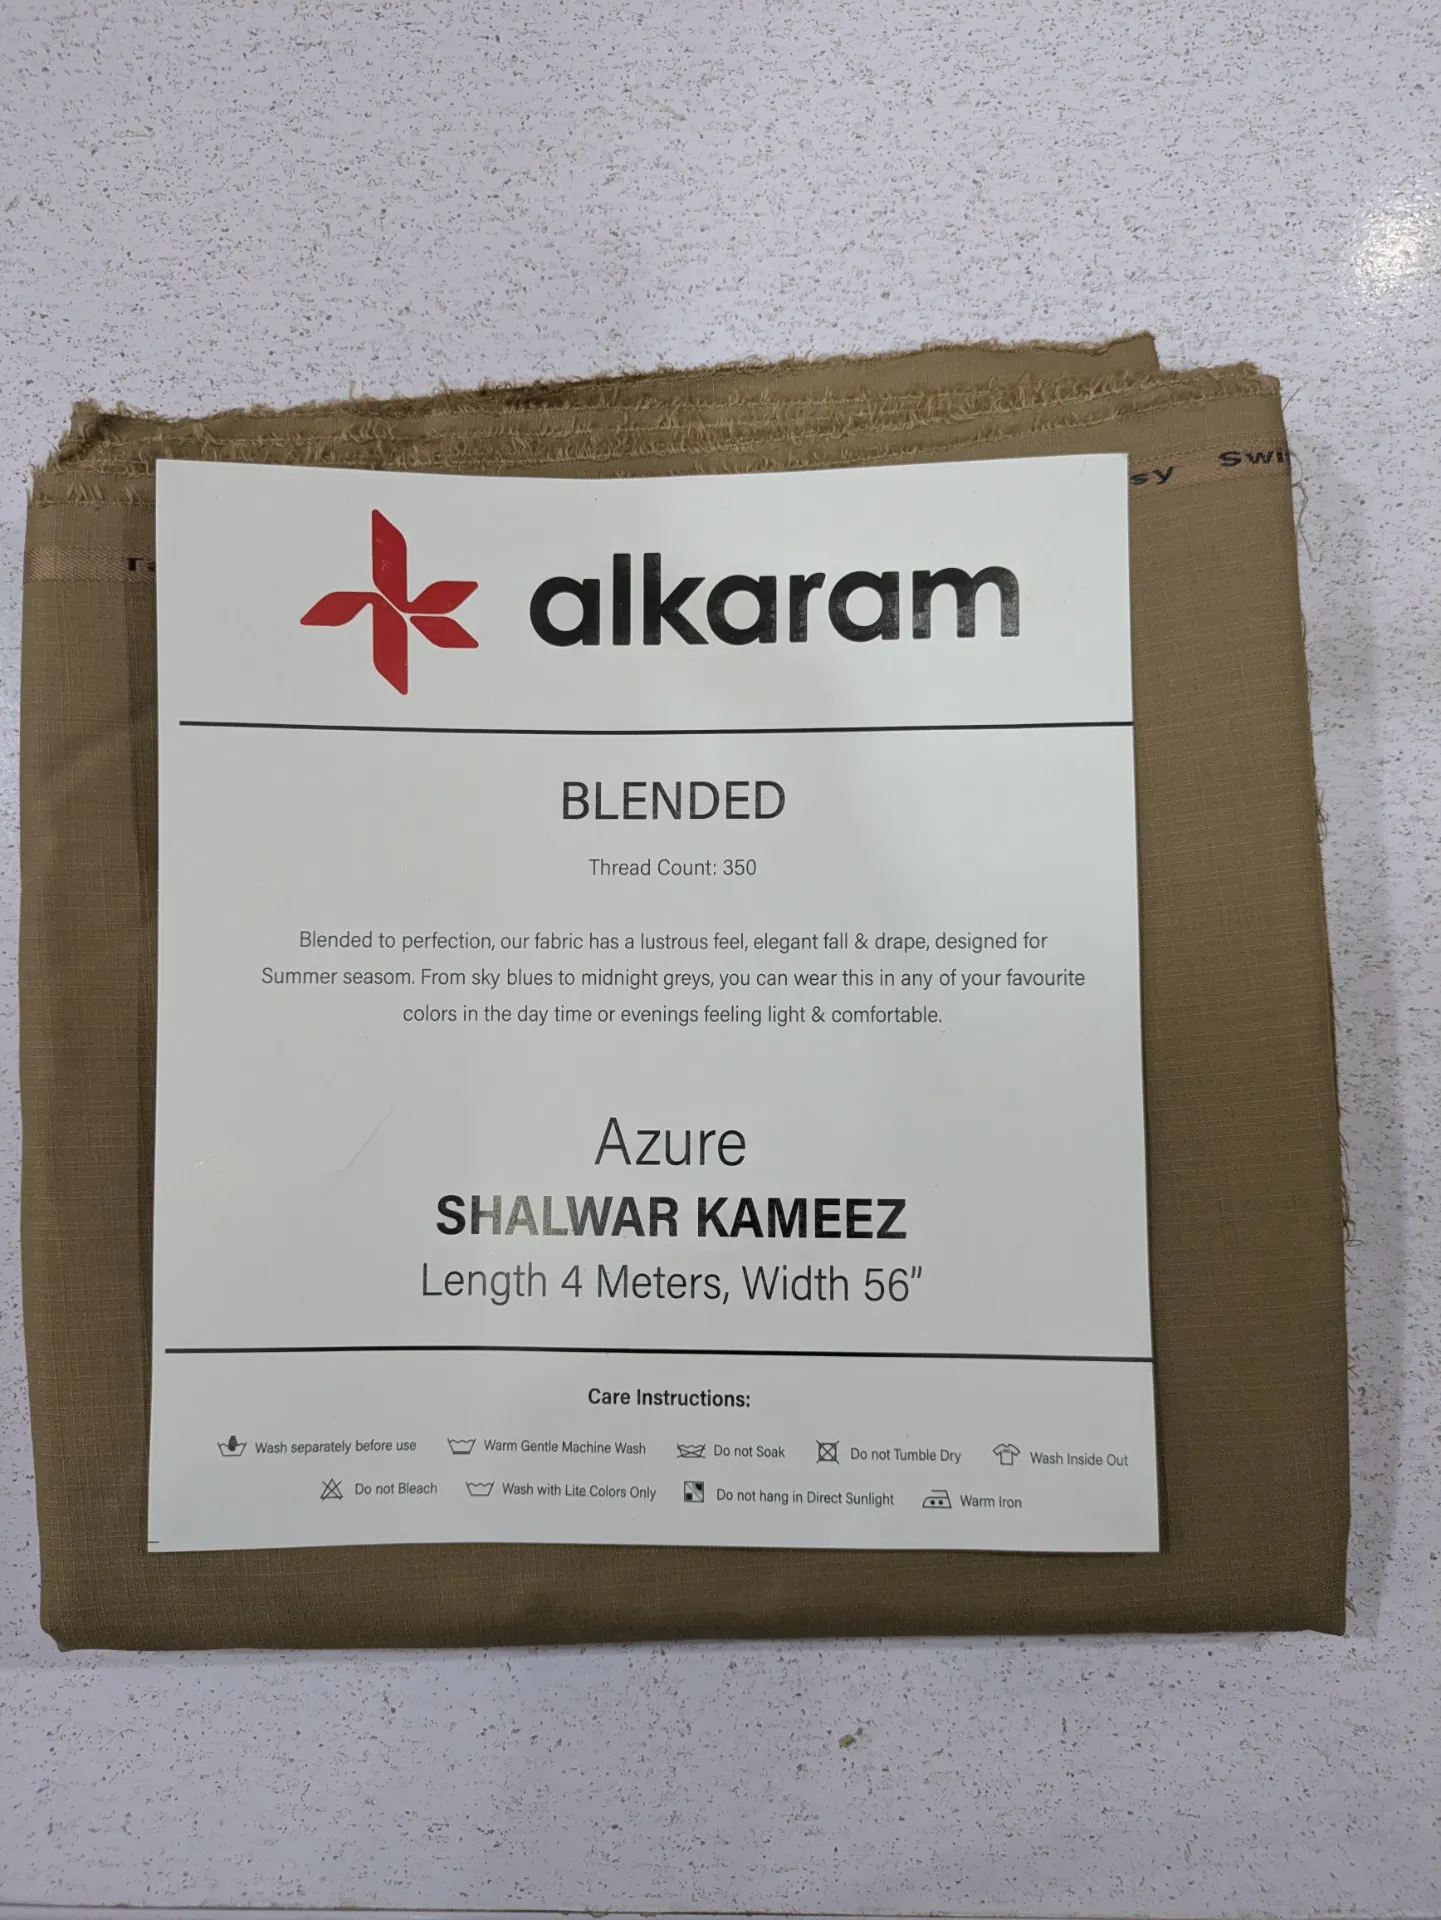 sy Swi
alkaram
BLENDED
Thread Count: 350
Blended to perfection, our fabric has a lustrous feel, elegant fall & drape, designed for
Summer seasom. From sky blues to midnight greys, you can wear this in any of your favourite
colors in the day time or evenings feeling light & comfortable.
Azure
SHALWAR KAMEEZ
Length 4 Meters, Width 56"
Care Instructions:
Wash separately before use Warm Gentle Machine Wash Do not Soak Do not Tumble Dry Wash Inside Out
Do not Bleach Wash with Lite Colors Only Do not hang in Direct Sunlight Warm Iron